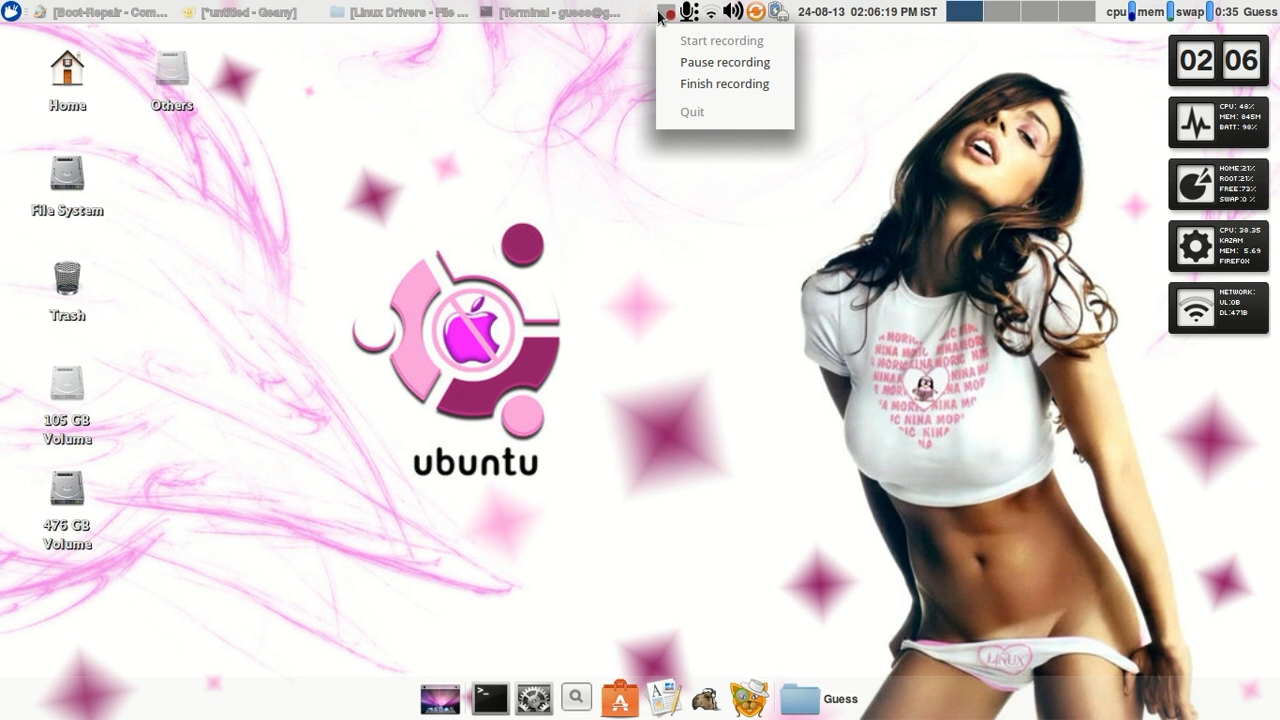 [Boot-Repair - Com...
[*untitled - Geany]
[Linux Drivers - File ...
[Terminal - guess@g...
24-08-13 02:06:19 PM IST
cpu
mem
swap
0:35 Guess
Start recording
Pause recording
Finish recording
Quit
Home
Others
File System
Trash
105 GB
Volume
476 GB
Volume
ubuntu
02 06
CPU: 48%
MEM: 845M
BATT: 98%
HOME:21%
ROOT:21%
FREE:73%
SWAP:0 %
CPU: 38.35
KAZAM
MEM: 5.69
FIREFOX
NETWORK:
UL:0B
DL:471B
NINA MORIC
LINUX
Guess